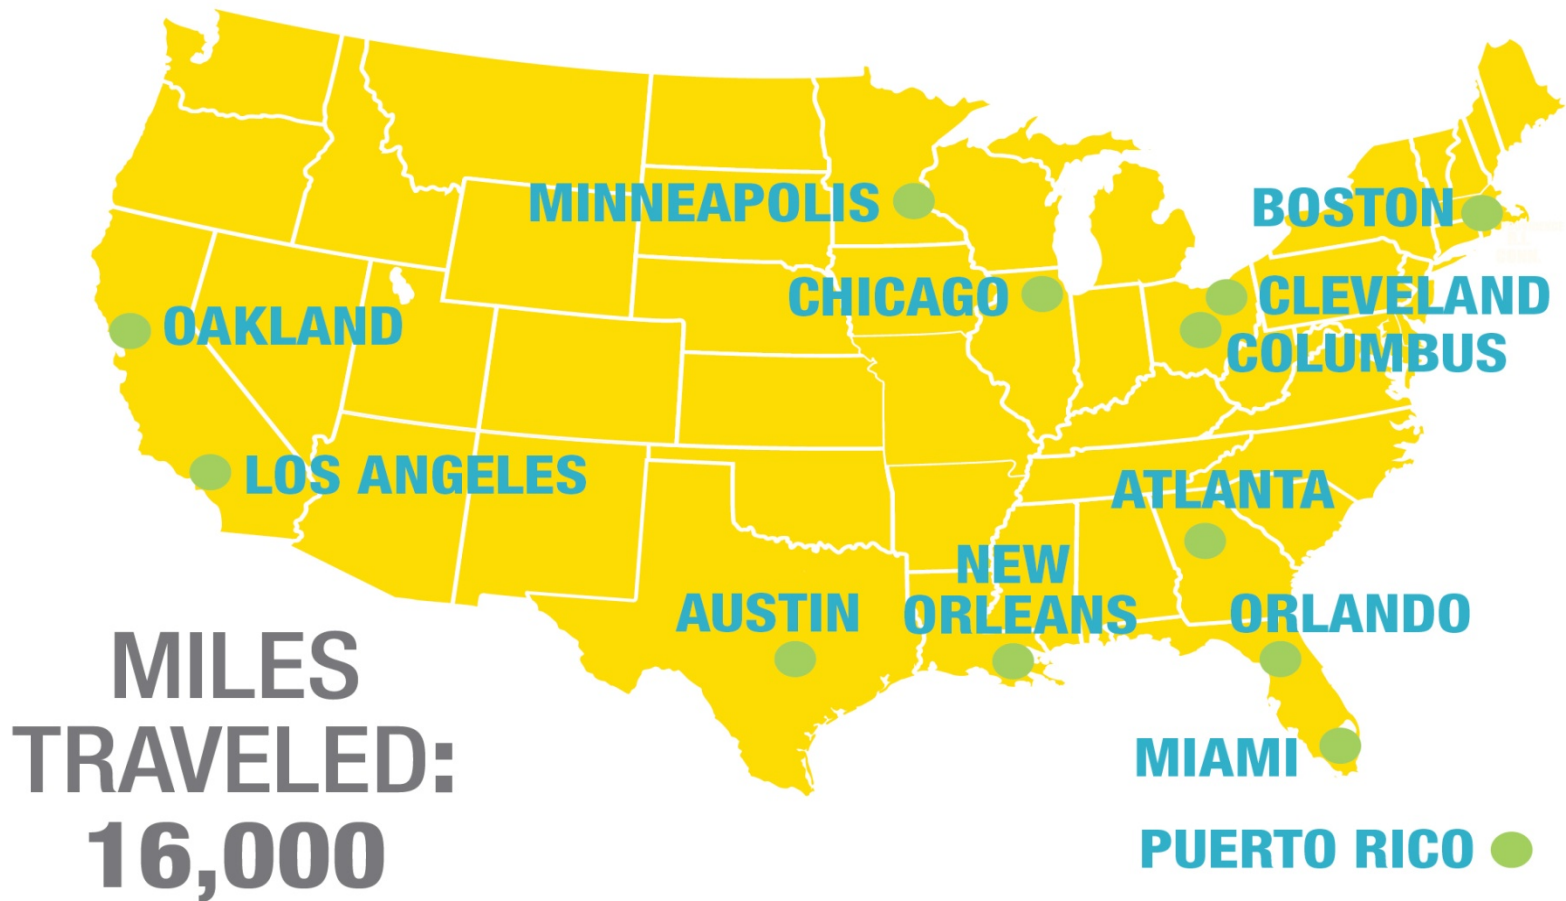 MINNEAPOLIS
BOSTON
CHICAGO
CLEVELAND
OAKLAND
COLUMBUS
LOS ANGELES
ATLANTA
NEW
ORLEANS
AUSTIN
ORLANDO
MIAMI
PUERTO RICO
MILES
TRAVELED:
16,000